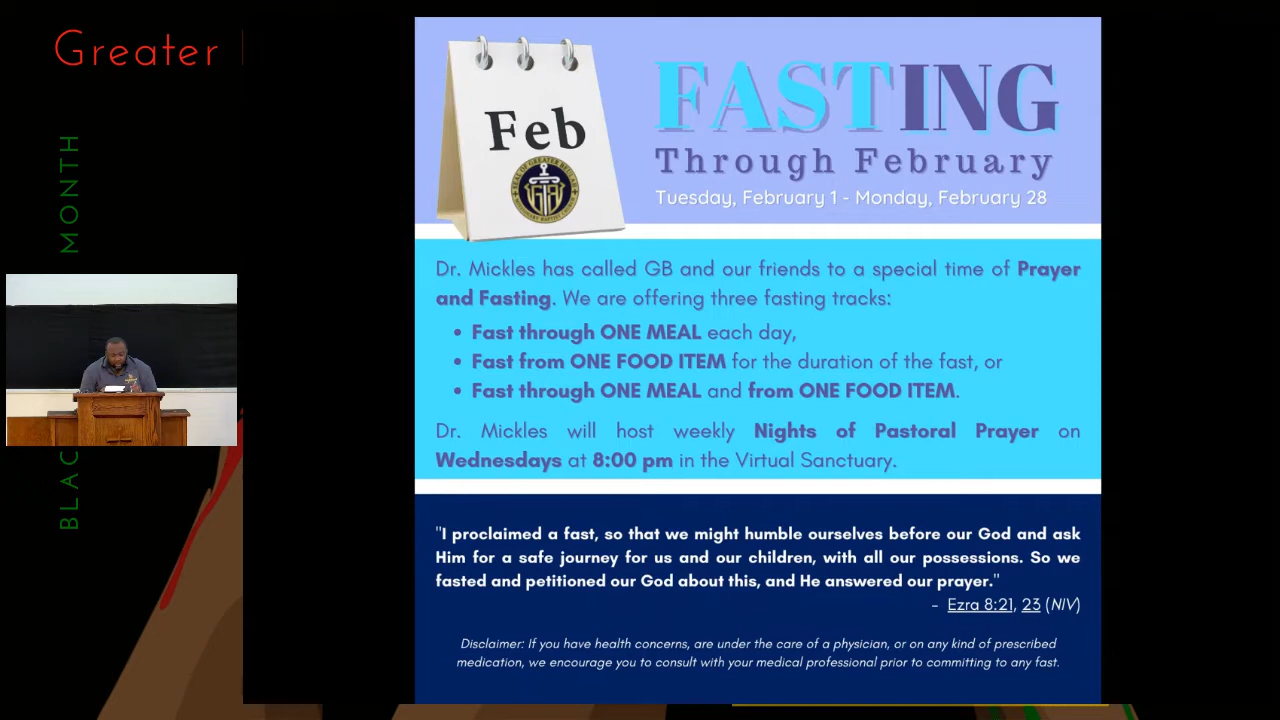 Greater
BLAC MONTH
Feb
FASTING
Through February
Tuesday, February 1 - Monday, February 28
Dr. Mickles has called GB and our friends to a special time of Prayer
and Fasting. We are offering three fasting tracks:
• Fast through ONE MEAL each day,
• Fast from ONE FOOD ITEM for the duration of the fast, or
• Fast through ONE MEAL and from ONE FOOD ITEM.
Dr. Mickles will host weekly Nights of Pastoral Prayer on
Wednesdays at 8:00 pm in the Virtual Sanctuary.
"I proclaimed a fast, so that we might humble ourselves before our God and ask
Him for a safe journey for us and our children, with all our possessions. So we
fasted and petitioned our God about this, and He answered our prayer."
- Ezra 8:21, 23 (NIV)
Disclaimer: If you have health concerns, are under the care of a physician, or on any kind of prescribed
medication, we encourage you to consult with your medical professional prior to committing to any fast.